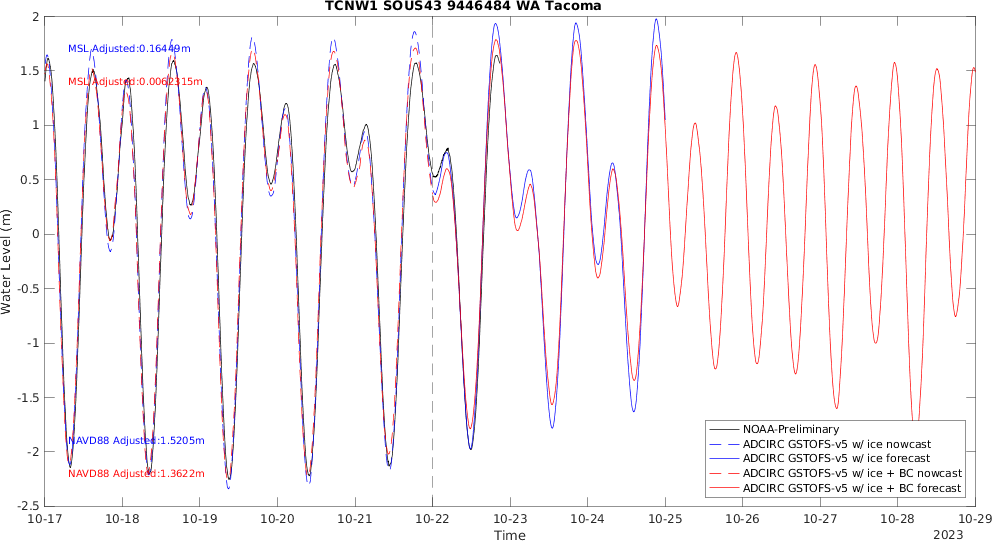 TCNW1 SOUS43 9446484 WA Tacoma
MSL Adjusted:0.16449m
MSL Adjusted:0.0062315m
NAVD88 Adjusted:1.5205m
NAVD88 Adjusted:1.3622m
Water Level (m)
2
1.5
1
0.5
0
-0.5
-1
-1.5
-2
-2.5
NOAA-Preliminary
ADCIRC GSTOFS-v5 w/ ice nowcast
ADCIRC GSTOFS-v5 w/ ice forecast
ADCIRC GSTOFS-v5 w/ ice + BC nowcast
ADCIRC GSTOFS-v5 w/ ice + BC forecast
10-17 10-18 10-19 10-20 10-21 10-22 10-23 10-24 10-25 10-26 10-27 10-28 10-29
Time
2023